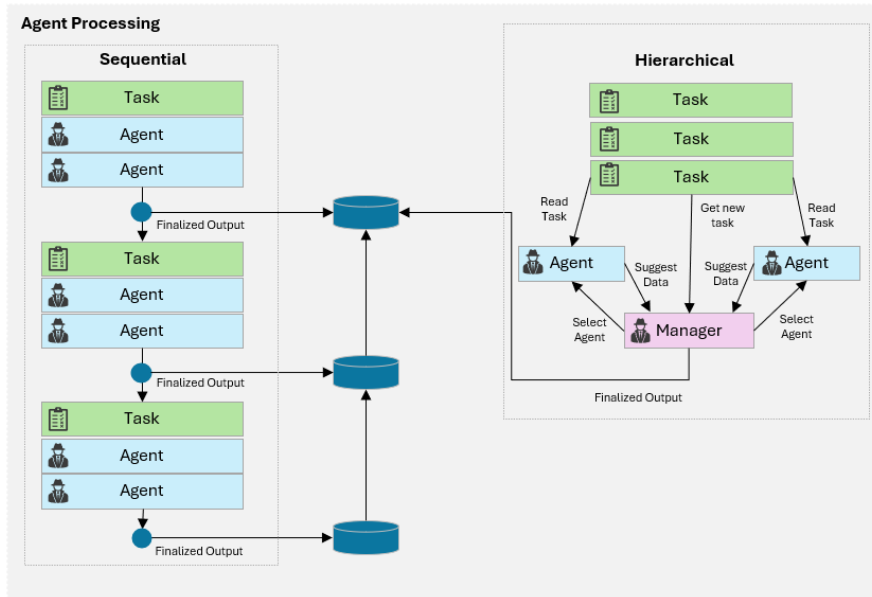 Agent Processing
Sequential
Task
Agent
Agent
Finalized Output
Task
Agent
Agent
Finalized Output
Task
Agent
Agent
Finalized Output
Hierarchical
Task
Task
Task
Read
Task
Get new
task
Read
Task
Agent
Agent
Suggest
Data
Suggest
Data
Select
Agent
Manager
Select
Agent
Finalized Output